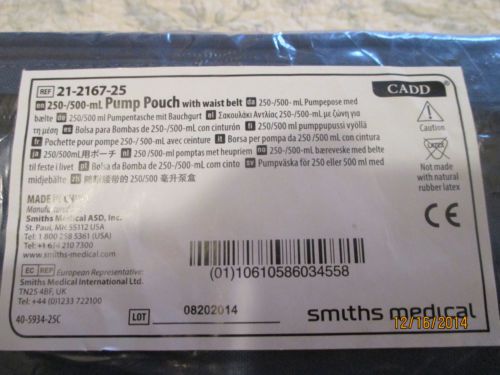 REF 21-2167-25
CADD
en 250-/500-mL Pump Pouch with waist belt da 250-/500- mL Pumpepose med
bælte de 250-/500 ml Pumpentasche mit Bauchgurt el Σακουλάκι Αντλίας 250-/500-mL με ζώνη για
τη μέση es Bolsa para Bombas de 250-/500-mL con cinturón fi 250-/500 ml pumppupussi vyöllä
fr Pochette pour pompe 250-/500-mL avec ceinture it Borsa per pompa da 250-/500 mL con cintura
250/500mL用ポーチ 250-/500 ml pomptas met heupriem no 250-/500-mL bæreveske med belte
til feste i livet pt Bolsa da Bomba de 250-/500-mL com cinto Pumpväska för 250 eller 500 ml med
midjebälte zh 250/500 毫升泵盒
Caution
LATEX
Not made
with natural
rubber latex
MADE IN
Manufactured
Smiths Medical ASD, Inc.
St. Paul, MN 55112 USA
Tel: 1 800 258 5361 (USA)
Tel: +1 614 210 7300
www.smiths-medical.com
CE
EC REP European Representative:
Smiths Medical International Ltd.
TN25 4BF, UK
Tel: +44 (0)1233 722100
(01)10610586034558
40-5934-25C
LOT 08202014
smiths medical
12/16/2014